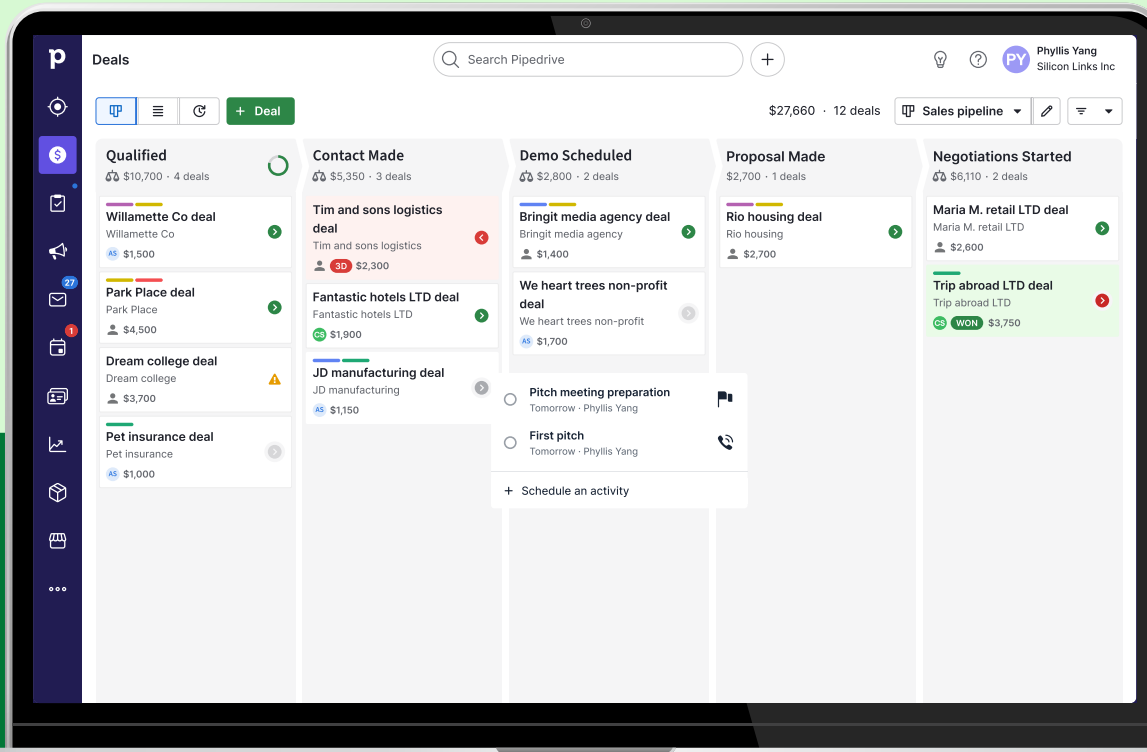 p
Deals
Search Pipedrive
PY
Phyllis Yang
Silicon Links Inc
+ Deal
$27,660 · 12 deals
Sales pipeline
27
1
Qualified
$10,700 · 4 deals
Willamette Co deal
Willamette Co
AS $1,500
Park Place deal
Park Place
$4,500
Dream college deal
Dream college
$3,700
Pet insurance deal
Pet insurance
AS $1,000
Contact Made
$5,350 · 3 deals
Tim and sons logistics
deal
Tim and sons logistics
3D $2,300
Fantastic hotels LTD deal
Fantastic hotels LTD
CS $1,900
JD manufacturing deal
JD manufacturing
AS $1,150
Demo Scheduled
$2,800 · 2 deals
Bringit media agency deal
Bringit media agency
$1,400
We heart trees non-profit
deal
We heart trees non-profit
AS $1,700
Pitch meeting preparation
Tomorrow · Phyllis Yang
First pitch
Tomorrow · Phyllis Yang
+ Schedule an activity
Proposal Made
$2,700 · 1 deals
Rio housing deal
Rio housing
$2,700
Negotiations Started
$6,110 · 2 deals
Maria M. retail LTD deal
Maria M. retail LTD
$2,600
Trip abroad LTD deal
Trip abroad LTD
CS WON $3,750